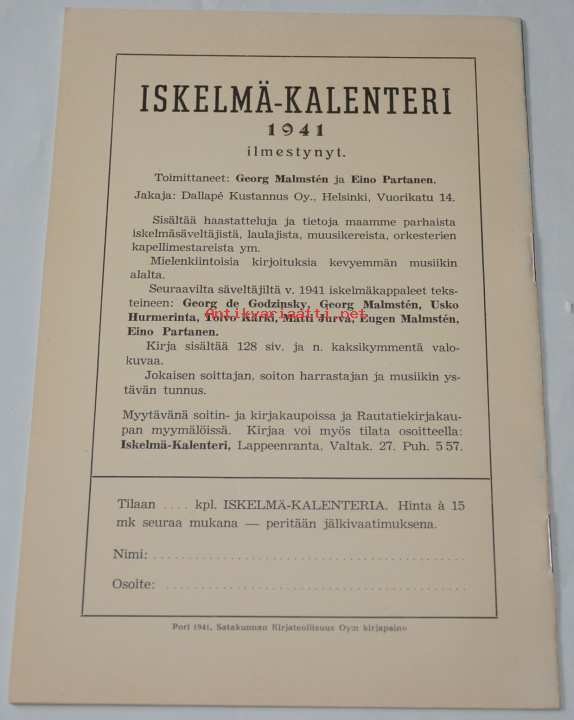 ISKELMÄ-KALENTERI
1941
ilmestynyt.
Toimittaneet: Georg Malmstén ja Eino Partanen.
Jakaja: Dallapé Kustannus Oy., Helsinki, Vuorikatu 14.
Sisältää haastatteluja ja tietoja maamme parhaista
iskelmäsäveltäjistä, laulajista, muusikereista, orkesterien
kapellimestareista ym.
Mielenkiintoisia kirjoituksia kevyemmän musiikin
alalta.
Seuraavilta säveltäjiltä v. 1941 iskelmäkappaleet teks-
teineen: Georg de Godzinsky, Georg Malmstén, Usko
Hurmerinta, Toivo Kärki, Matti Jurva, Eugen Malmstén,
Antikvariaatti.net
Eino Partanen.
Kirja sisältää 128 siv. ja n. kaksikymmentä valo-
kuvaa.
Jokaisen soittajan, soiton harrastajan ja musiikin ys-
tävän tunnus.
Myytävänä soitin- ja kirjakaupoissa ja Rautatiekirjakau-
pan myymälöissä. Kirjaa voi myös tilata osoitteella:
Iskelmä-Kalenteri, Lappeenranta, Valtak. 27. Puh. 5 57.
Tilaan .... kpl. ISKELMÄ-KALENTERIA. Hinta à 15
mk seuraa mukana — peritään jälkivaatimuksena.
Nimi: ........................................
Osoite: ........................................
Pori 1941, Satakunnan Kirjateollisuus Oy:n kirjapaino